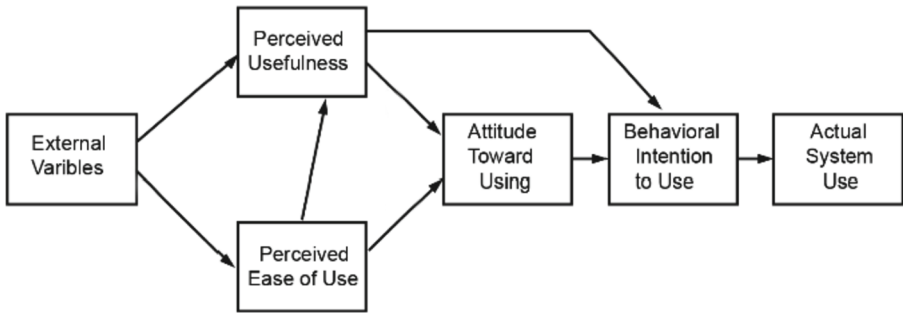 External
Varibles
Perceived
Usefulness
Perceived
Ease of Use
Attitude
Toward
Using
Behavioral
Intention
to Use
Actual
System
Use